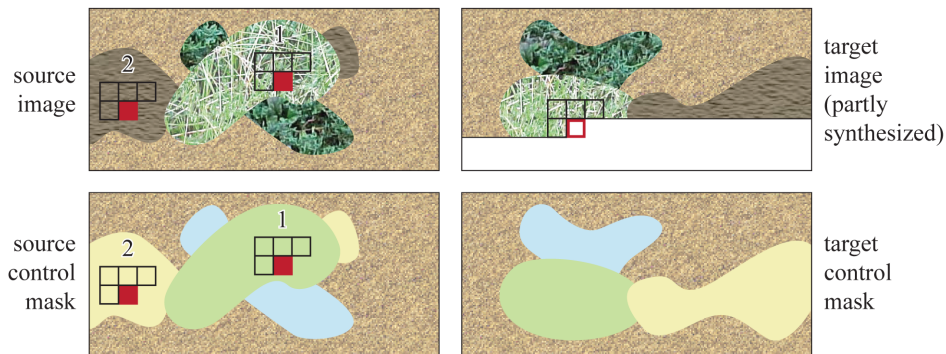 source
image
1
2
target
image
(partly
synthesized)
source
control
mask
1
2
target
control
mask